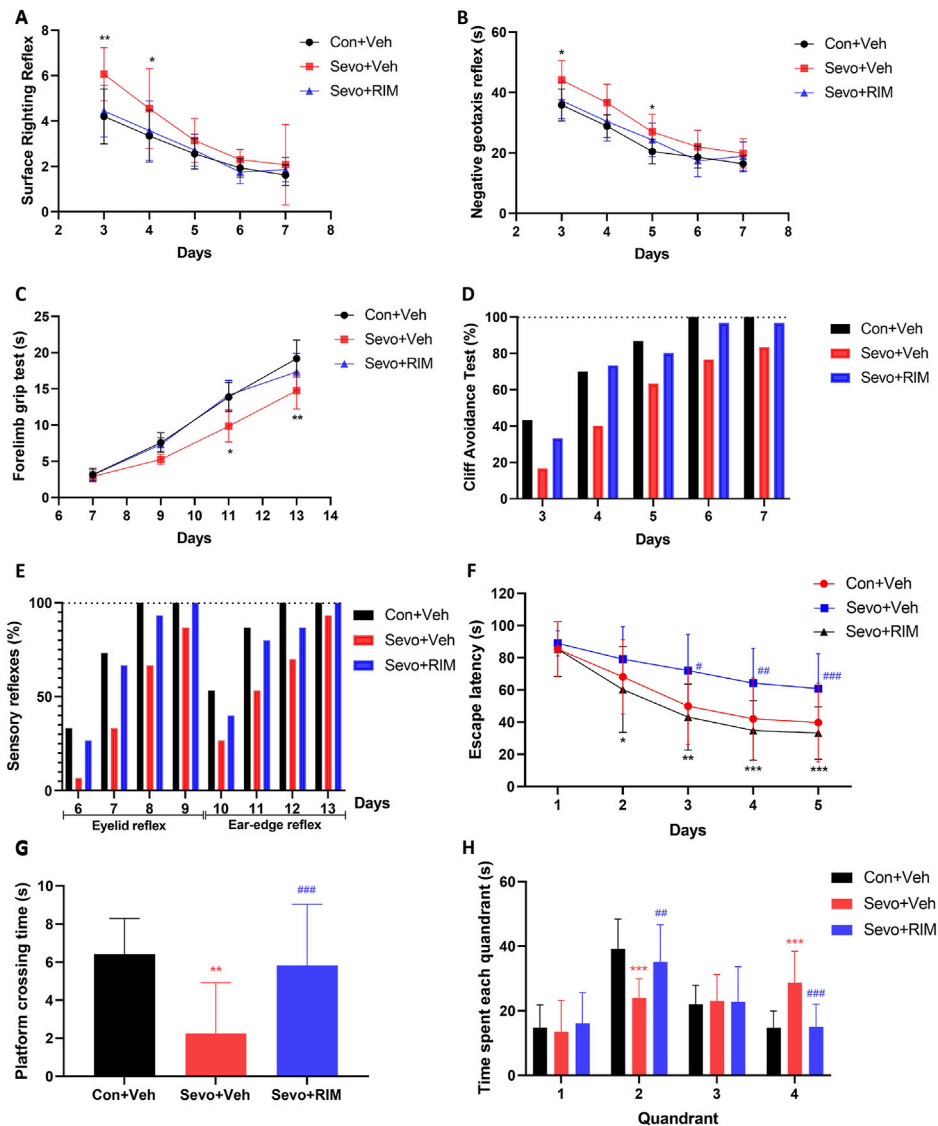 A
Surface Righting Reflex
8
6
4
2
0
2 3 4 5 6 7 8
Days
**
*
Con+Veh
Sevo+Veh
Sevo+RIM
B
Negative geotaxis reflex (s)
60
40
20
0
2 3 4 5 6 7 8
Days
*
*
Con+Veh
Sevo+Veh
Sevo+RIM
C
Forelimb grip test (s)
25
20
15
10
5
0
6 7 8 9 10 11 12 13 14
Days
*
**
Con+Veh
Sevo+Veh
Sevo+RIM
D
Cliff Avoidance Test (%)
100
80
60
40
20
0
3 4 5 6 7
Days
Con+Veh
Sevo+Veh
Sevo+RIM
E
Sensory reflexes (%)
100
50
0
6 7 8 9 10 11 12 13 Days
Eyelid reflex Ear-edge reflex
Con+Veh
Sevo+Veh
Sevo+RIM
F
Escape latency (s)
120
100
80
60
40
20
0
1 2 3 4 5
Days
# ## ###
* ** *** ***
Con+Veh
Sevo+Veh
Sevo+RIM
G
Platform crossing time (s)
10
8
6
4
2
0
** ###
Con+Veh Sevo+Veh Sevo+RIM
H
Time spent each quandrant (s)
60
40
20
0
1 2 3 4
Quandrant
*** ## *** ###
Con+Veh
Sevo+Veh
Sevo+RIM